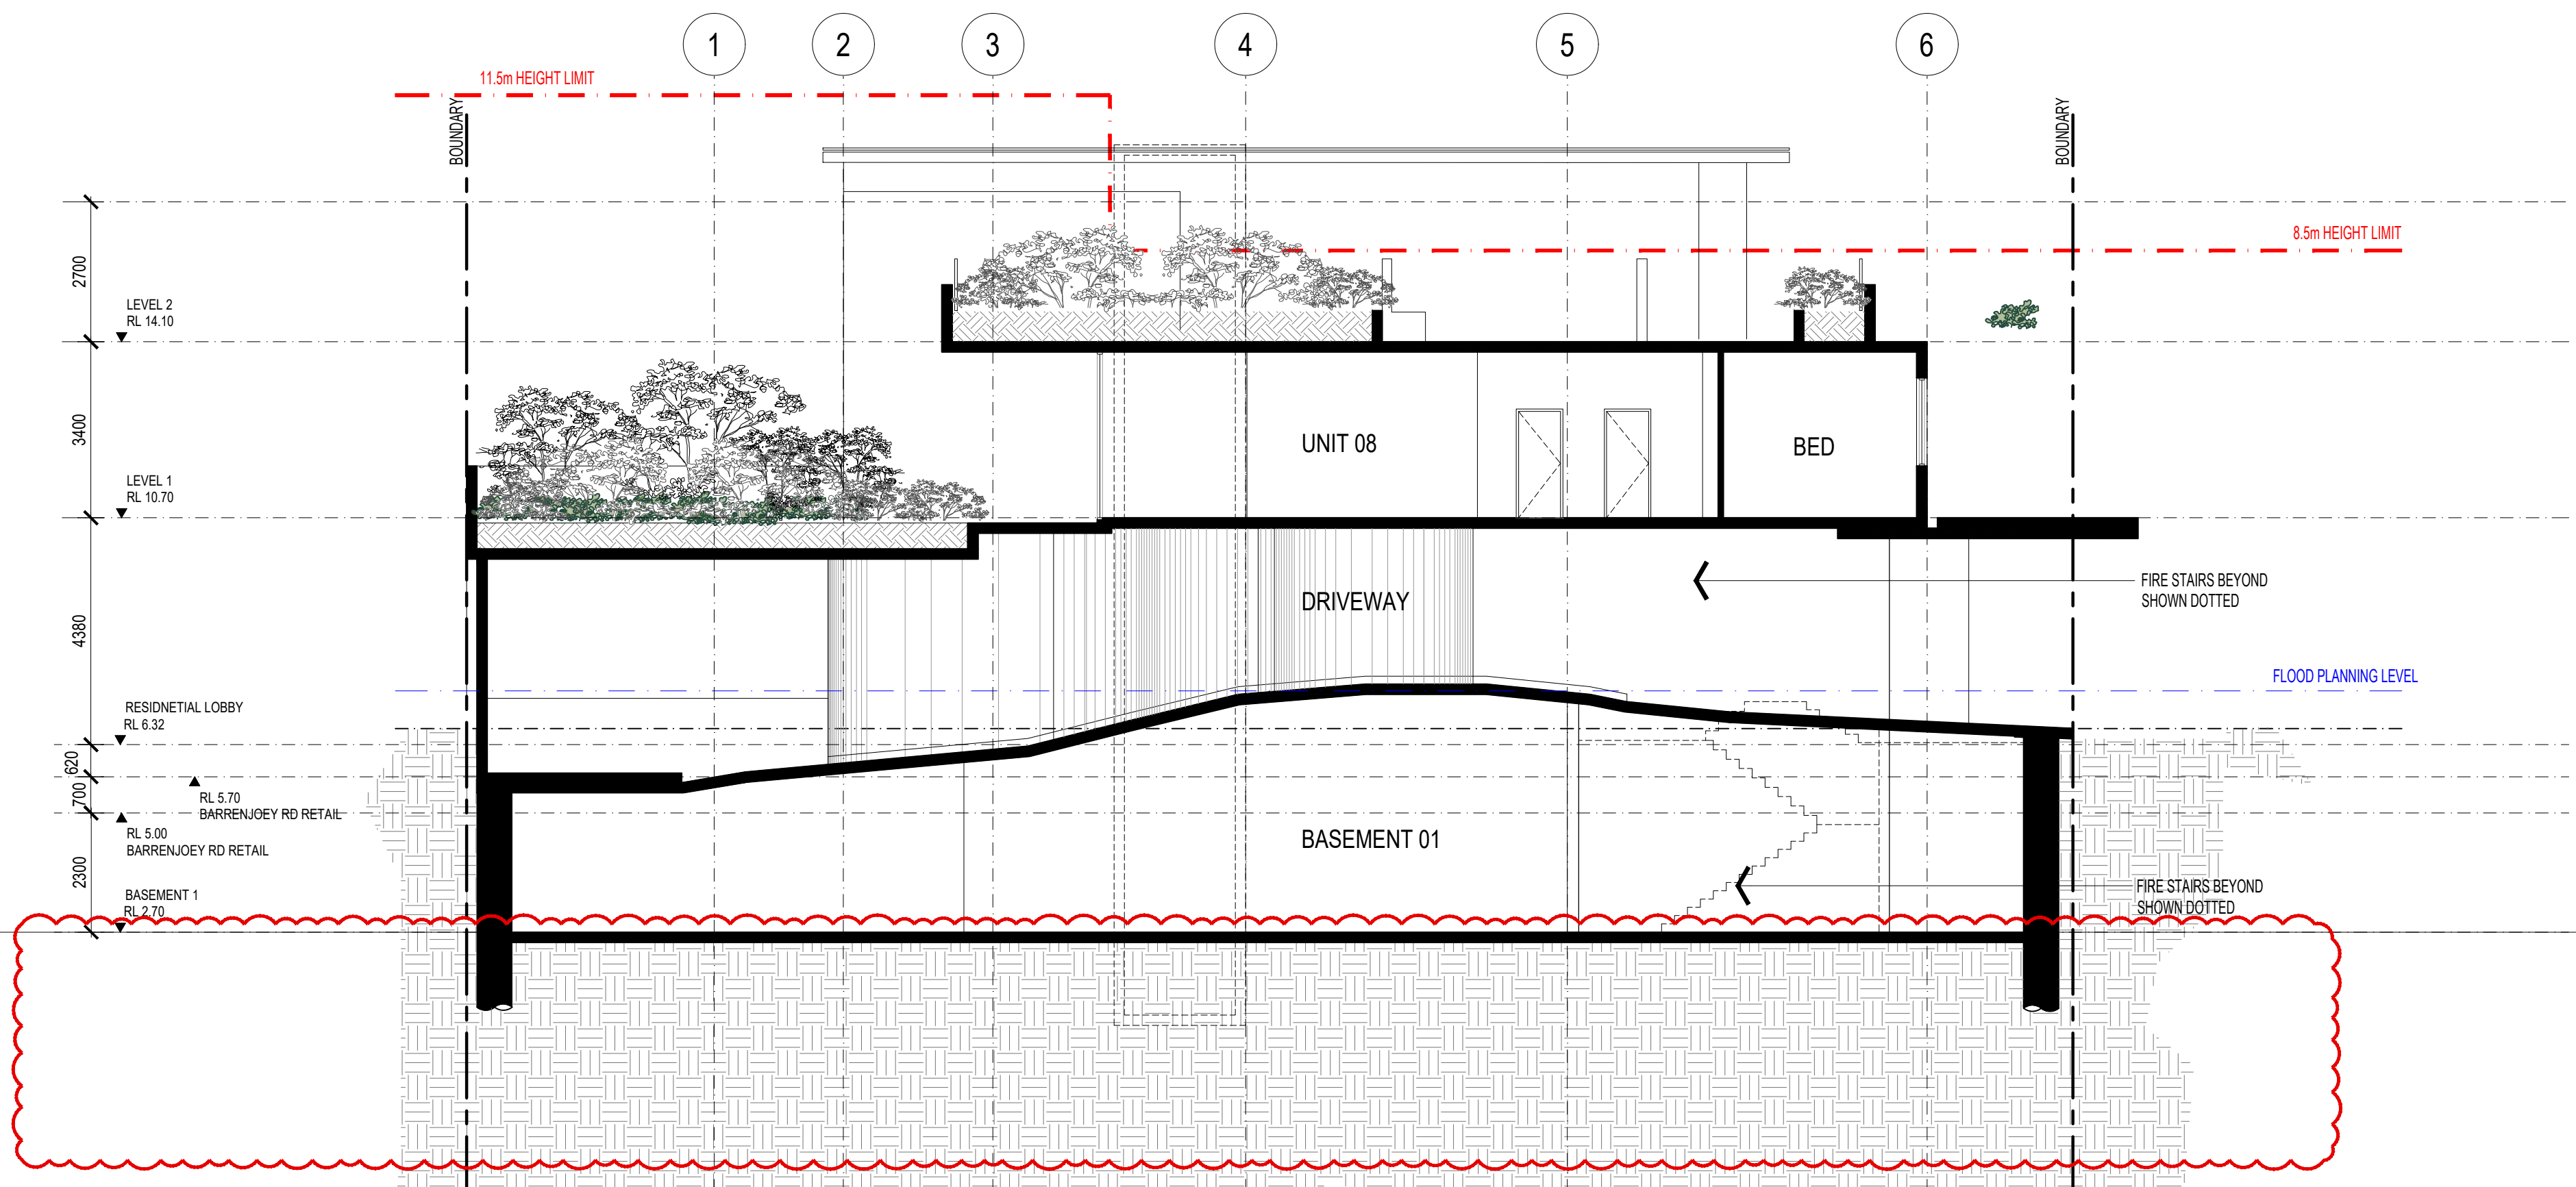 1
2
3
4
5
6
11.5m HEIGHT LIMIT
BOUNDARY
BOUNDARY
8.5m HEIGHT LIMIT
2700
LEVEL 2
RL 14.10
3400
UNIT 08
BED
LEVEL 1
RL 10.70
4380
DRIVEWAY
FIRE STAIRS BEYOND
SHOWN DOTTED
FLOOD PLANNING LEVEL
RESIDNETIAL LOBBY
RL 6.32
620
700
RL 5.70
BARRENJOEY RD RETAIL
RL 5.00
BARRENJOEY RD RETAIL
BASEMENT 01
2300
BASEMENT 1
RL 2.70
FIRE STAIRS BEYOND
SHOWN DOTTED